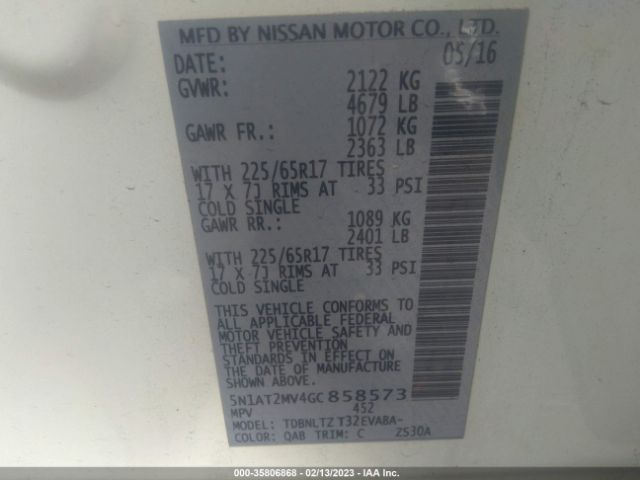 MFD BY NISSAN MOTOR CO., LTD.
DATE: 05/16
GVWR: 2122 KG
4679 LB
GAWR FR.: 1072 KG
2363 LB
WITH 225/65R17 TIRES
17 X 7J RIMS AT 33 PSI
COLD SINGLE
GAWR RR.: 1089 KG
2401 LB
WITH 225/65R17 TIRES
17 X 7J RIMS AT 33 PSI
COLD SINGLE
THIS VEHICLE CONFORMS TO
ALL APPLICABLE FEDERAL
MOTOR VEHICLE SAFETY AND
THEFT PREVENTION
STANDARDS IN EFFECT ON
THE DATE OF MANUFACTURE
SHOWN ABOVE.
5N1AT2MV4GC858573
MPV 452
MODEL: TDBNLTZ T32EVABA-
COLOR: QAB TRIM: C ZS30A
000-35806868 - 02/13/2023 - IAAI.COM